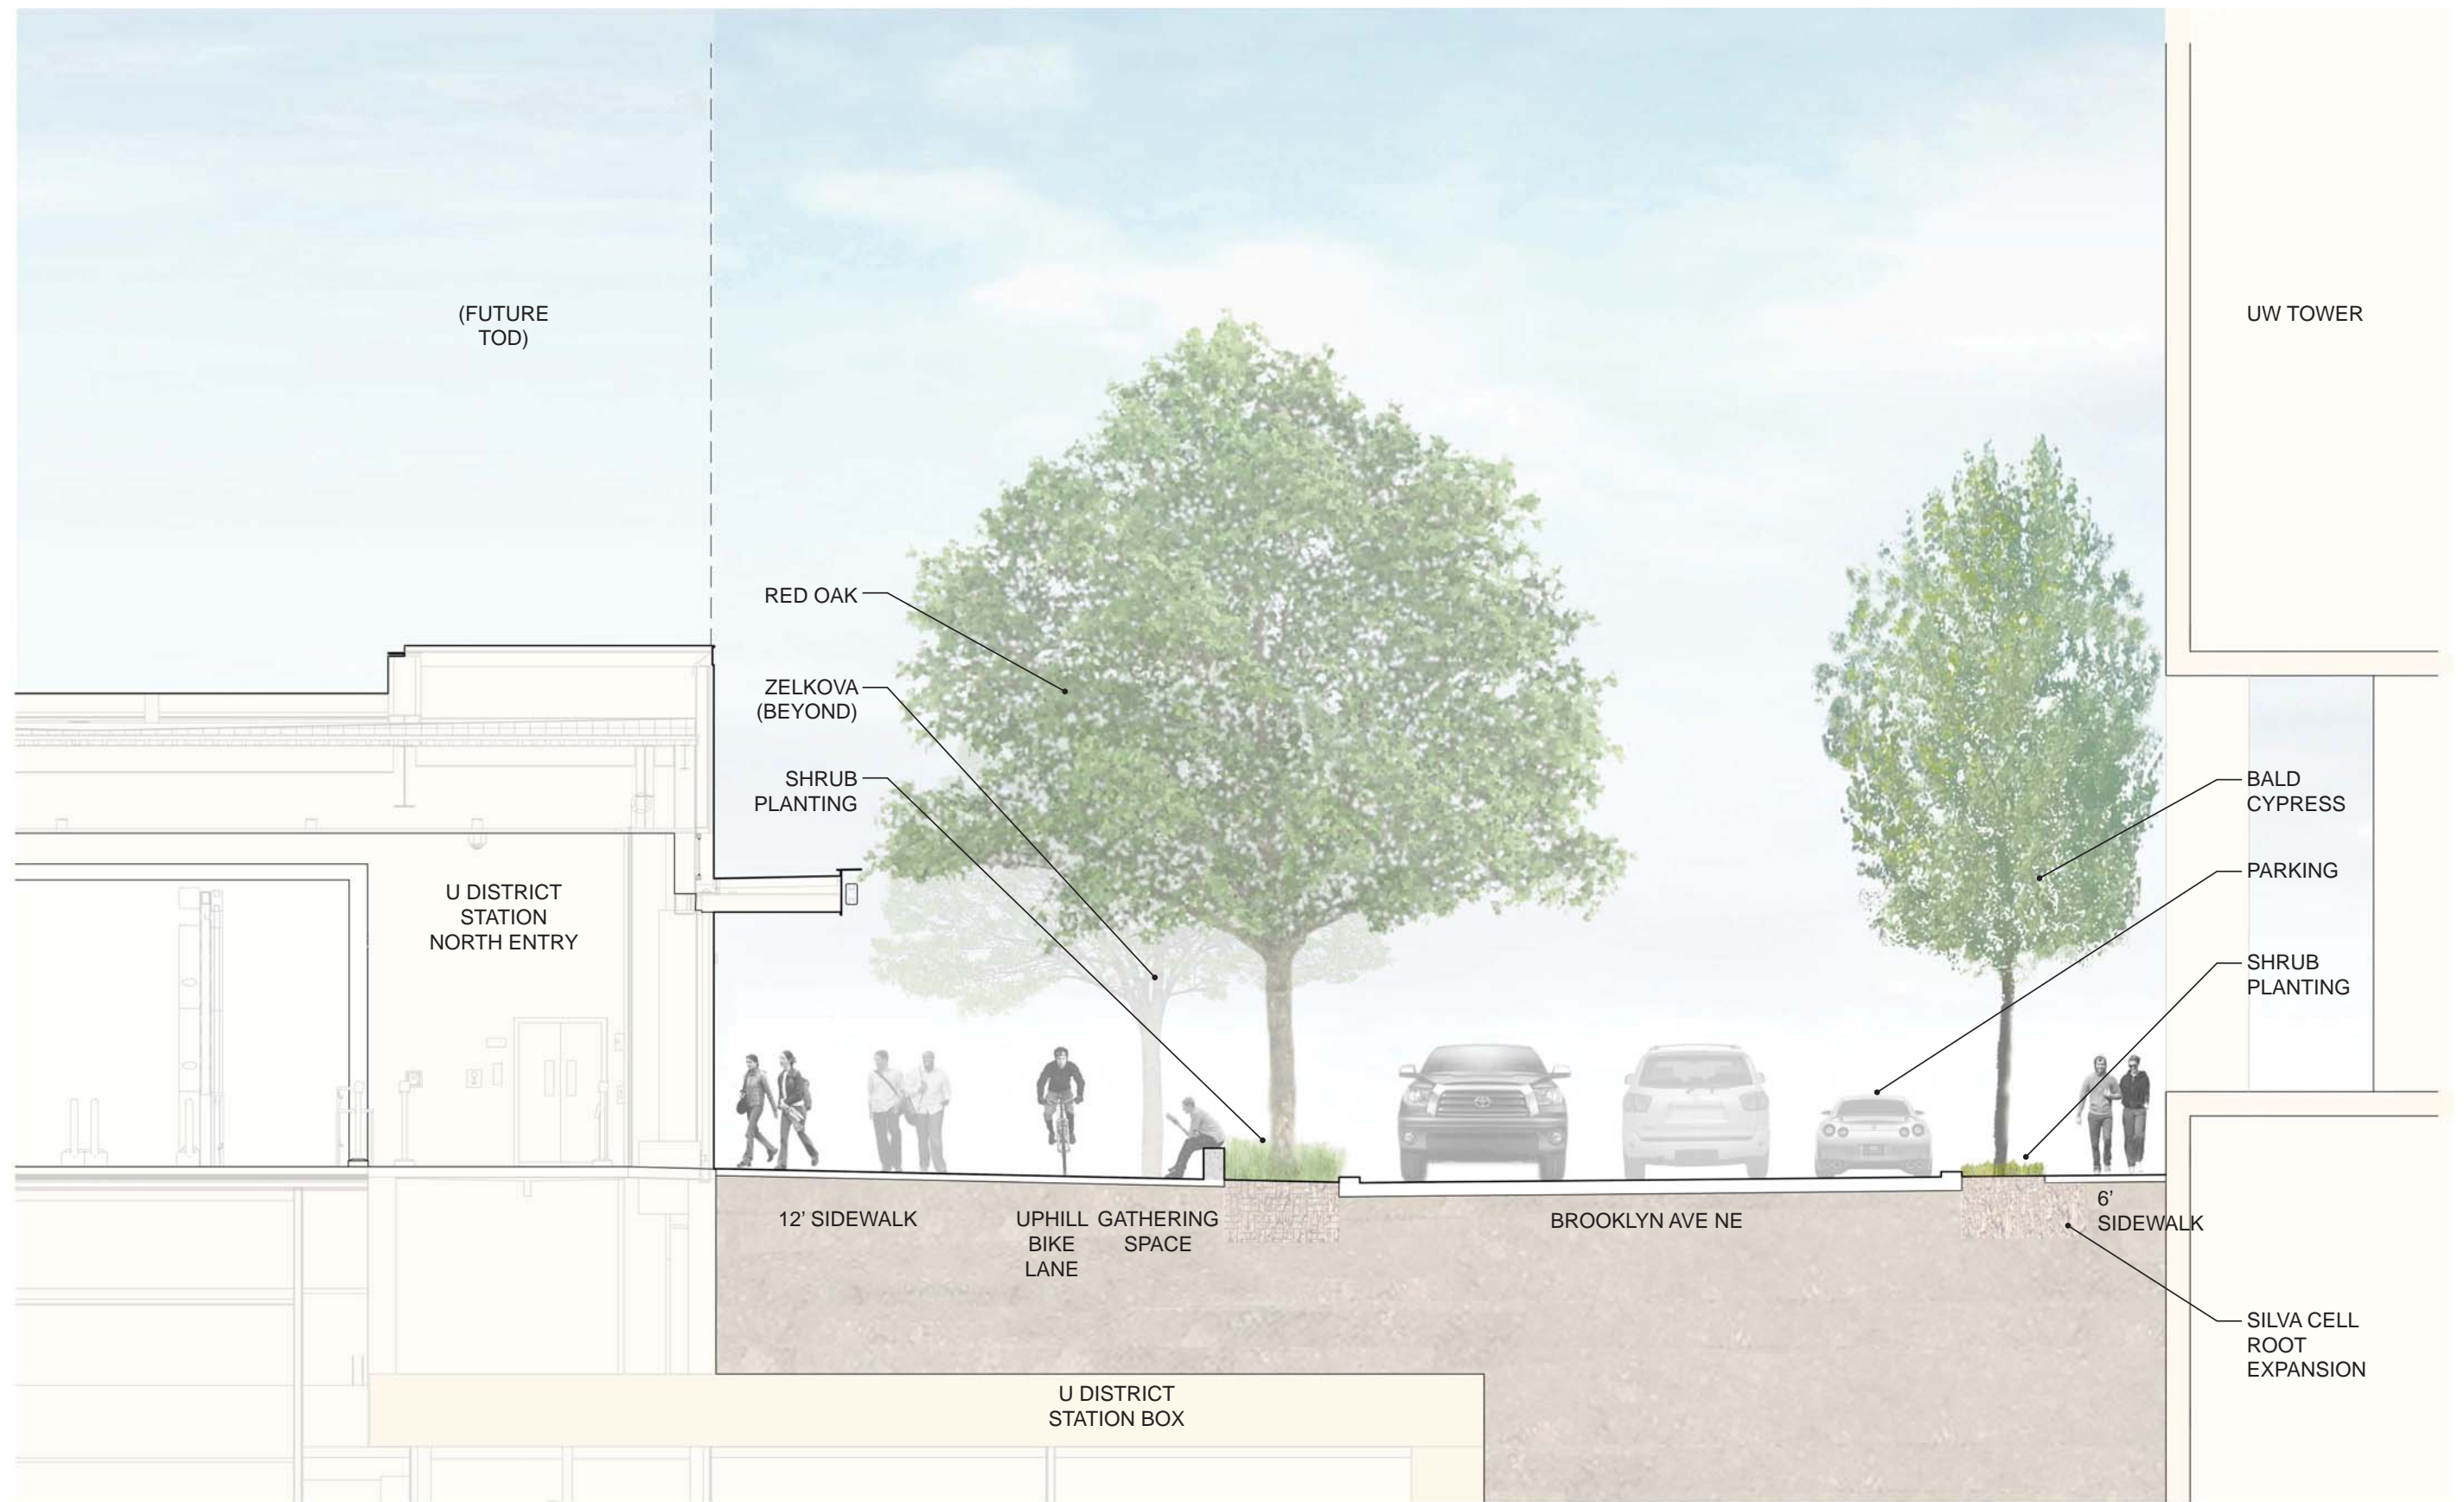 (FUTURE
TOD)
UW TOWER
RED OAK
ZELKOVA
(BEYOND)
SHRUB
PLANTING
BALD
CYPRESS
PARKING
U DISTRICT
STATION
NORTH ENTRY
SHRUB
PLANTING
12’ SIDEWALK
UPHILL
BIKE
LANE
GATHERING
SPACE
BROOKLYN AVE NE
6’
SIDEWALK
SILVA CELL
ROOT
EXPANSION
U DISTRICT
STATION BOX